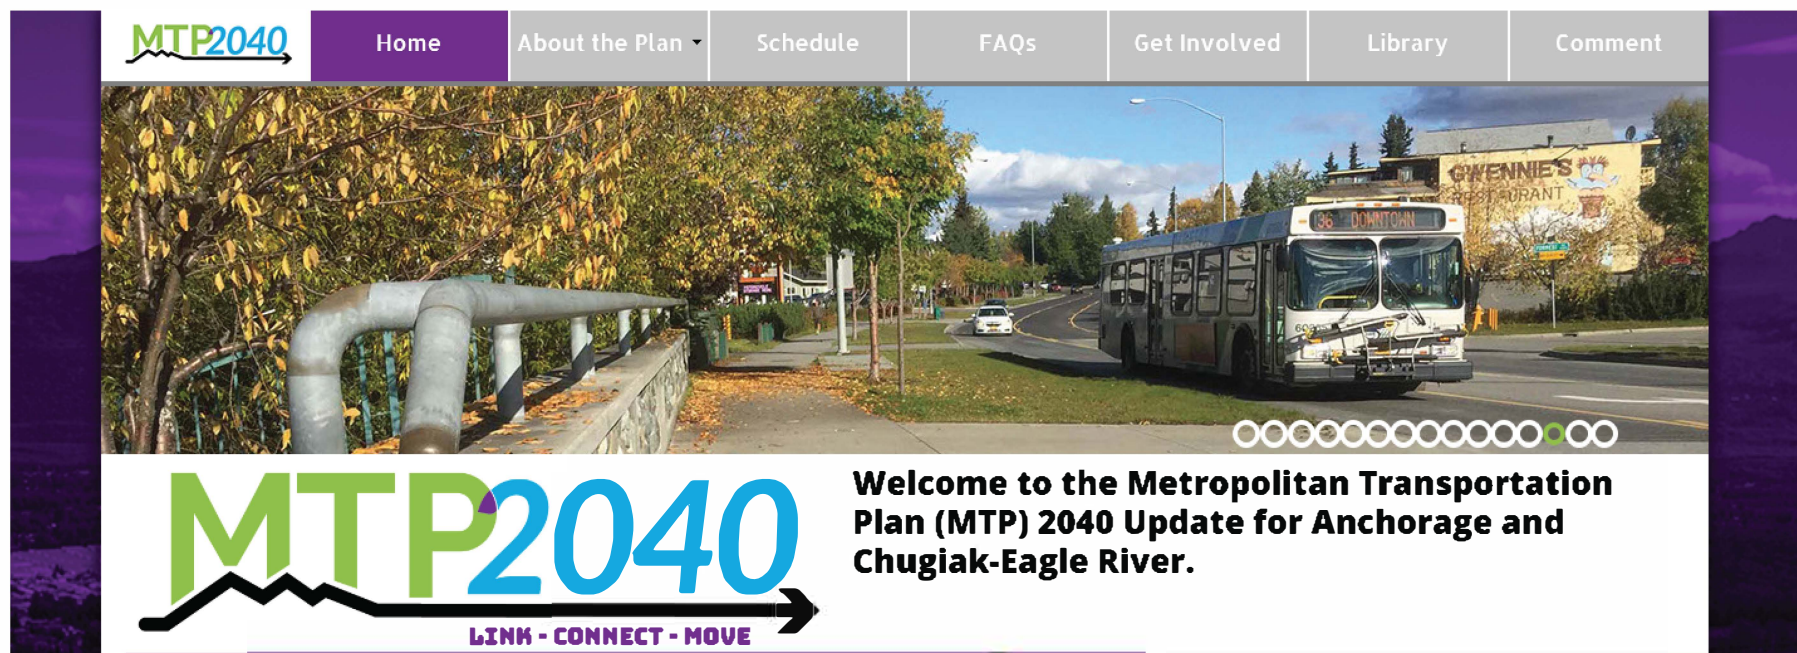 MTP2040
Home
About the Plan
Schedule
FAQs
Get Involved
Library
Comment
GWENNIE'S
RESTAURANT
36 DOWNTOWN
MTP2040
LINK - CONNECT - MOVE
Welcome to the Metropolitan Transportation
Plan (MTP) 2040 Update for Anchorage and
Chugiak-Eagle River.